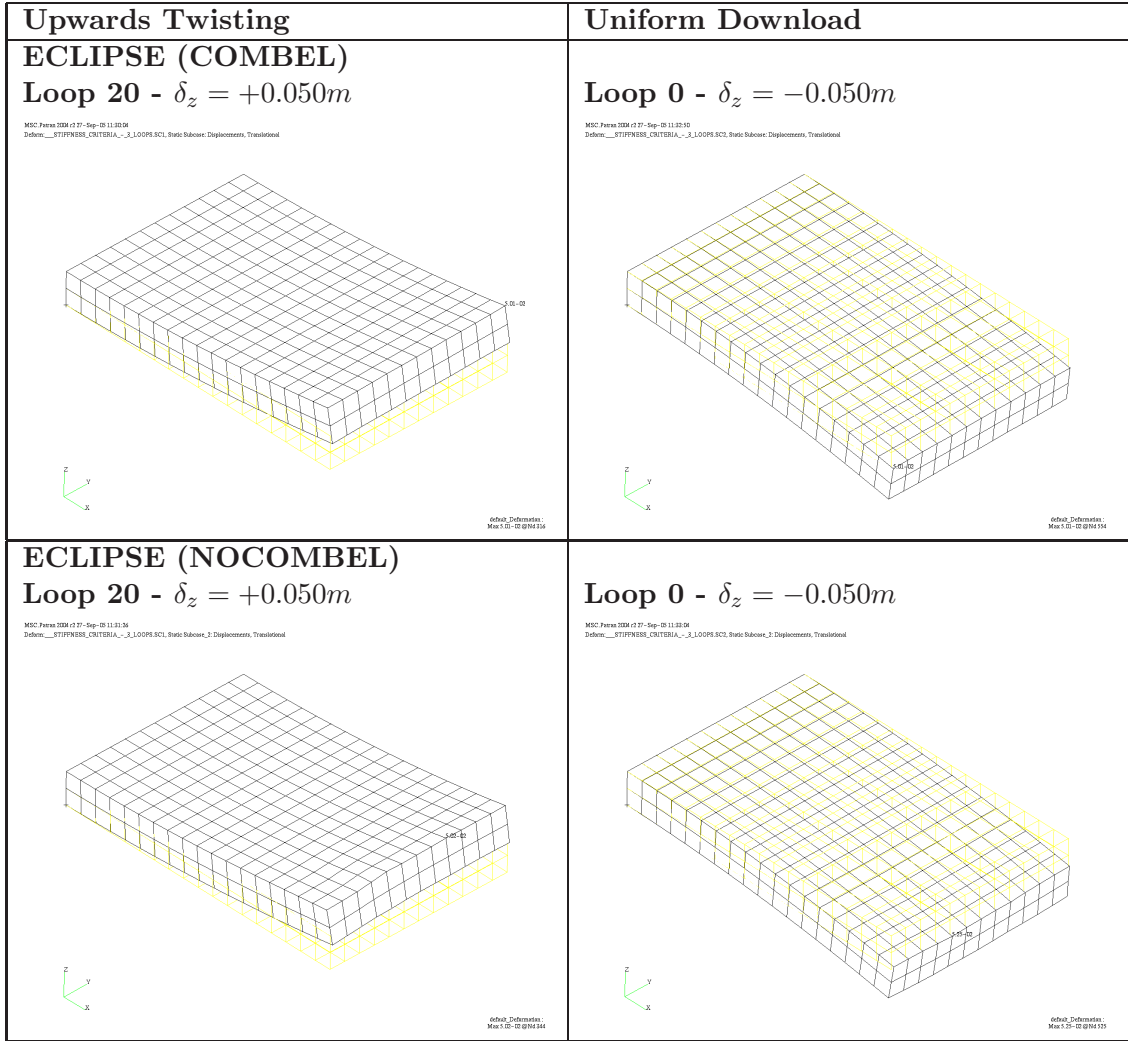 Upwards Twisting
Uniform Download
ECLIPSE (COMBEL)
Loop 20 - δz = +0.050m
Loop 0 - δz = −0.050m
MSC.Patran 2004 r2 27-Sep-05 11:30:04
Deform:___STIFFNESS_CRITERIA_-_3_LOOPS.SC1, Static Subcase: Displacements, Translational
5.01-02
Z
Y
X
default_Deformation :
Max 5.01-02 @Nd 316
MSC.Patran 2004 r2 27-Sep-05 11:32:50
Deform:___STIFFNESS_CRITERIA_-_3_LOOPS.SC2, Static Subcase: Displacements, Translational
5.01-02
Z
Y
X
default_Deformation :
Max 5.01-02 @Nd 554
ECLIPSE (NOCOMBEL)
Loop 20 - δz = +0.050m
Loop 0 - δz = −0.050m
MSC.Patran 2004 r2 27-Sep-05 11:31:26
Deform:___STIFFNESS_CRITERIA_-_3_LOOPS.SC1, Static Subcase_2: Displacements, Translational
5.02-02
Z
Y
X
default_Deformation :
Max 5.02-02 @Nd 344
MSC.Patran 2004 r2 27-Sep-05 11:33:04
Deform:___STIFFNESS_CRITERIA_-_3_LOOPS.SC2, Static Subcase_2: Displacements, Translational
5.25-02
Z
Y
X
default_Deformation :
Max 5.25-02 @Nd 525